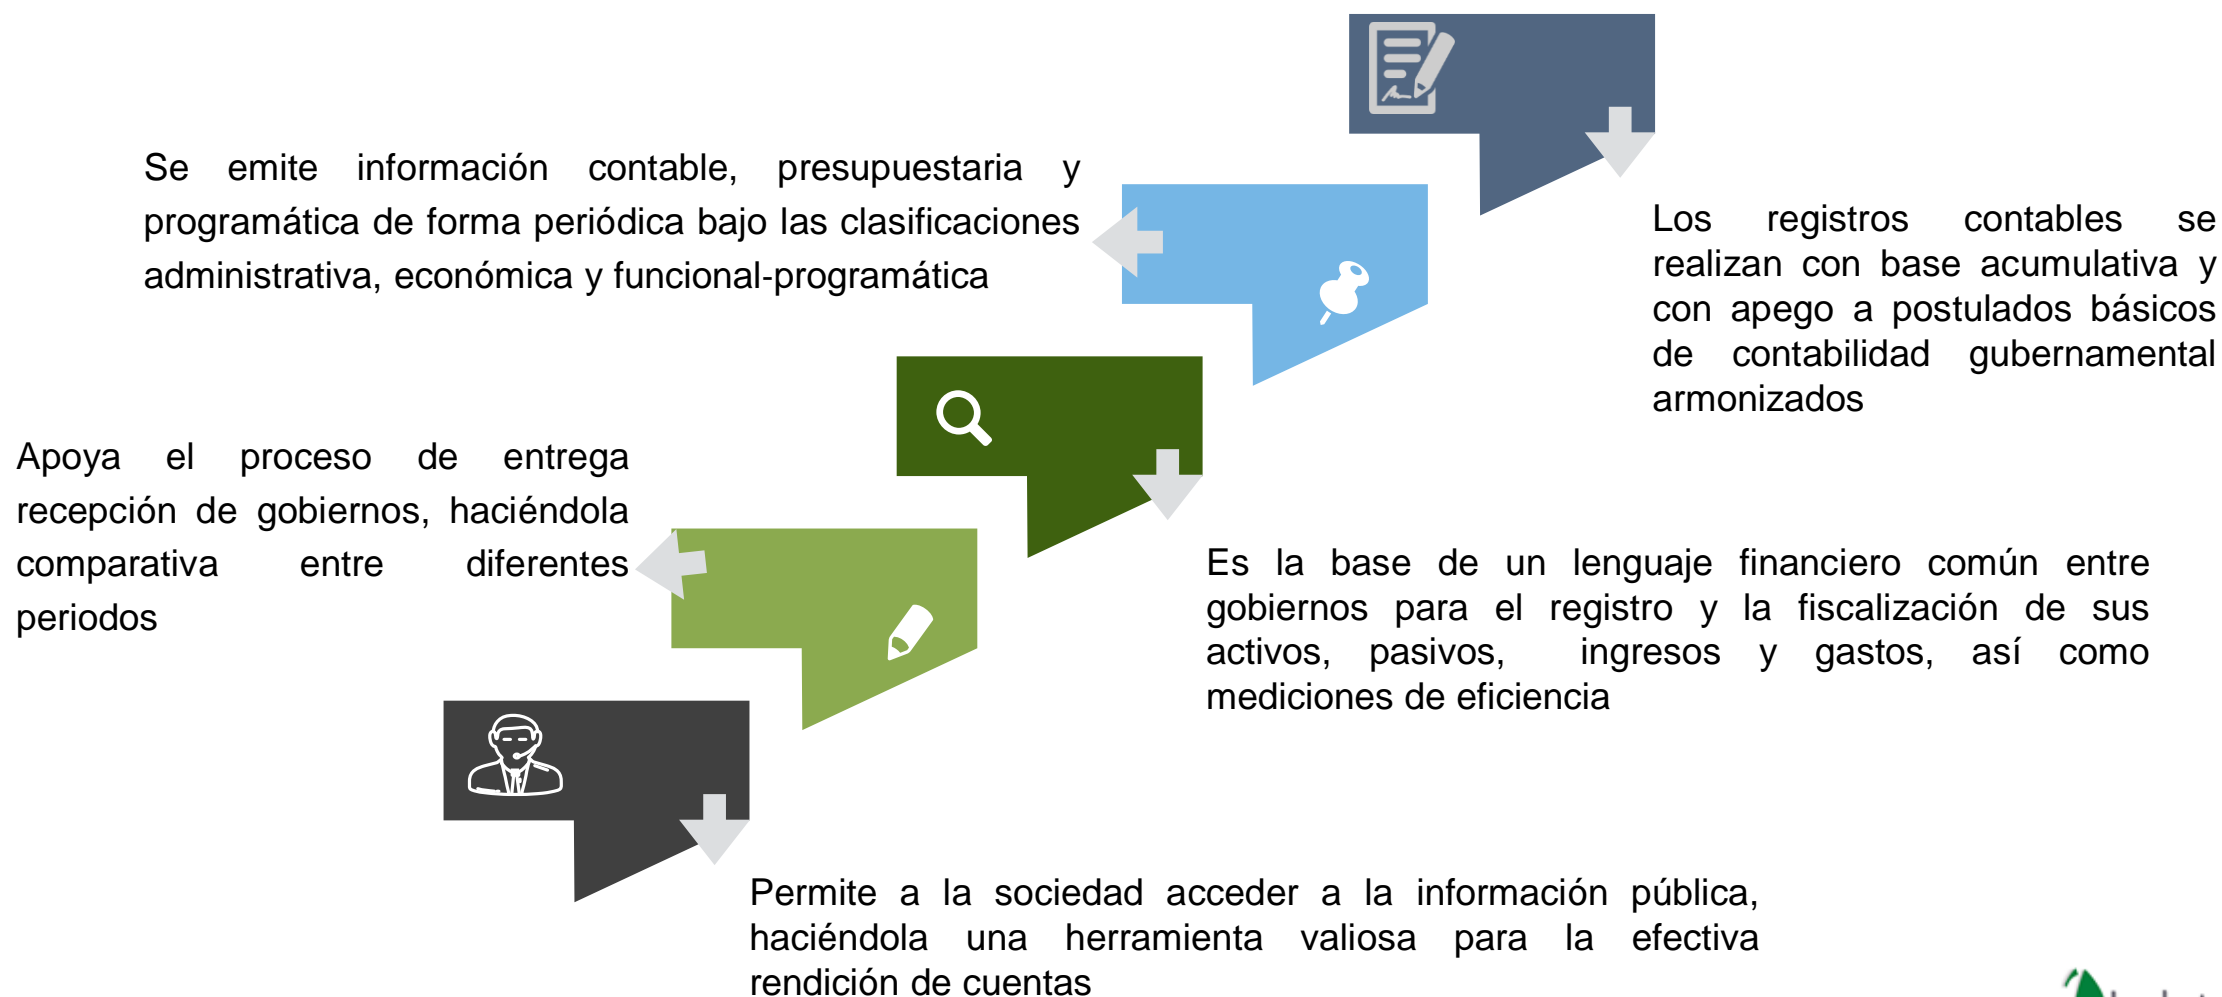 Se emite información contable, presupuestaria y
programática de forma periódica bajo las clasificaciones
administrativa, económica y funcional-programática
Los registros contables se
realizan con base acumulativa y
con apego a postulados básicos
de contabilidad gubernamental
armonizados
Apoya el proceso de entrega
recepción de gobiernos, haciéndola
comparativa entre diferentes
periodos
Es la base de un lenguaje financiero común entre
gobiernos para el registro y la fiscalización de sus
activos, pasivos, ingresos y gastos, así como
mediciones de eficiencia
Permite a la sociedad acceder a la información pública,
haciéndola una herramienta valiosa para la efectiva
rendición de cuentas